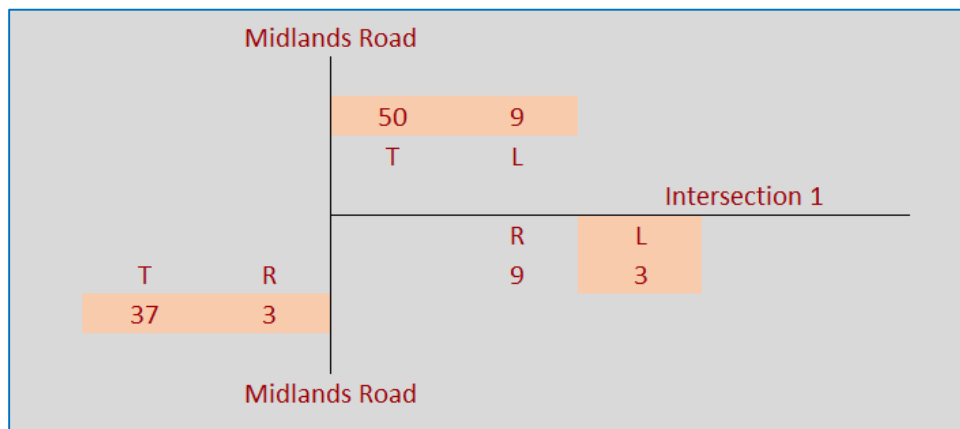 Midlands Road
50 9
T L
Intersection 1
R L
T R 9 3
37 3
Midlands Road